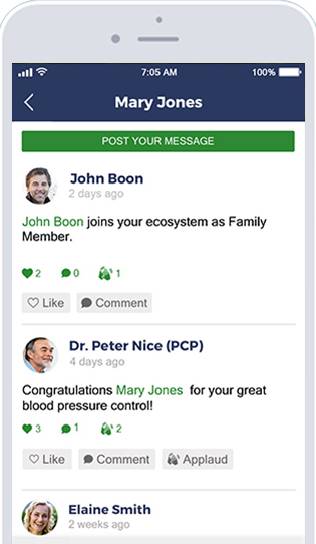 7:05 AM 100%
Mary Jones
POST YOUR MESSAGE
John Boon
2 days ago
John Boon joins your ecosystem as Family
Member.
2 0 1
Like Comment
Dr. Peter Nice (PCP)
4 days ago
Congratulations Mary Jones for your great
blood pressure control!
3 1 2
Like Comment Applaud
Elaine Smith
2 weeks ago